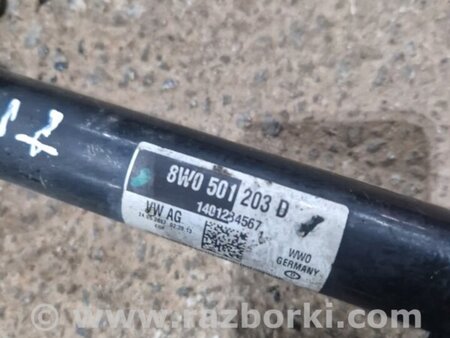 8W0 501 203 D
1401234567
VW AG
WWO
GERMANY
www.razborki.com